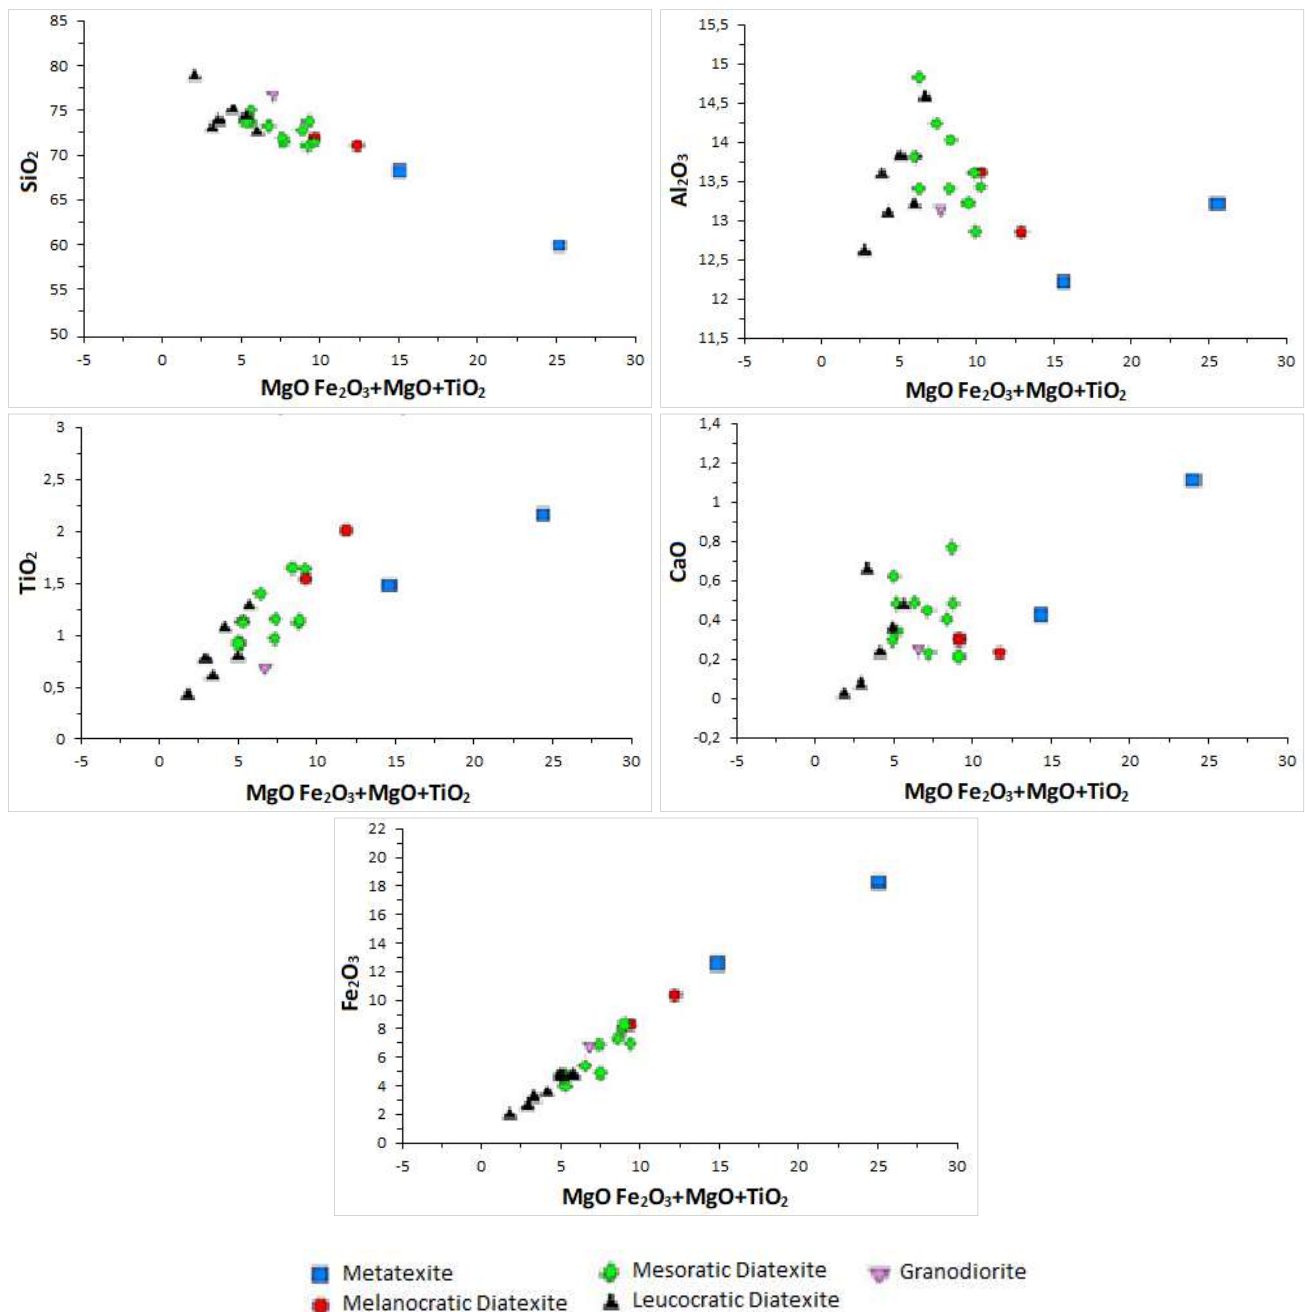 85
80
75
70
65
60
55
50
SiO₂
-5 0 5 10 15 20 25 30
MgO Fe₂O₃+MgO+TiO₂
15,5
15
14,5
14
13,5
13
12,5
12
11,5
Al₂O₃
-5 0 5 10 15 20 25 30
MgO Fe₂O₃+MgO+TiO₂
3
2,5
2
1,5
1
0,5
0
TiO₂
-5 0 5 10 15 20 25 30
MgO Fe₂O₃+MgO+TiO₂
1,4
1,2
1
0,8
0,6
0,4
0,2
0
-0,2
CaO
-5 0 5 10 15 20 25 30
MgO Fe₂O₃+MgO+TiO₂
22
20
18
16
14
12
10
8
6
4
2
0
Fe₂O₃
-5 0 5 10 15 20 25 30
MgO Fe₂O₃+MgO+TiO₂
Metatexite Mesoratic Diatexite Granodiorite
Melanocratic Diatexite Leucocratic Diatexite